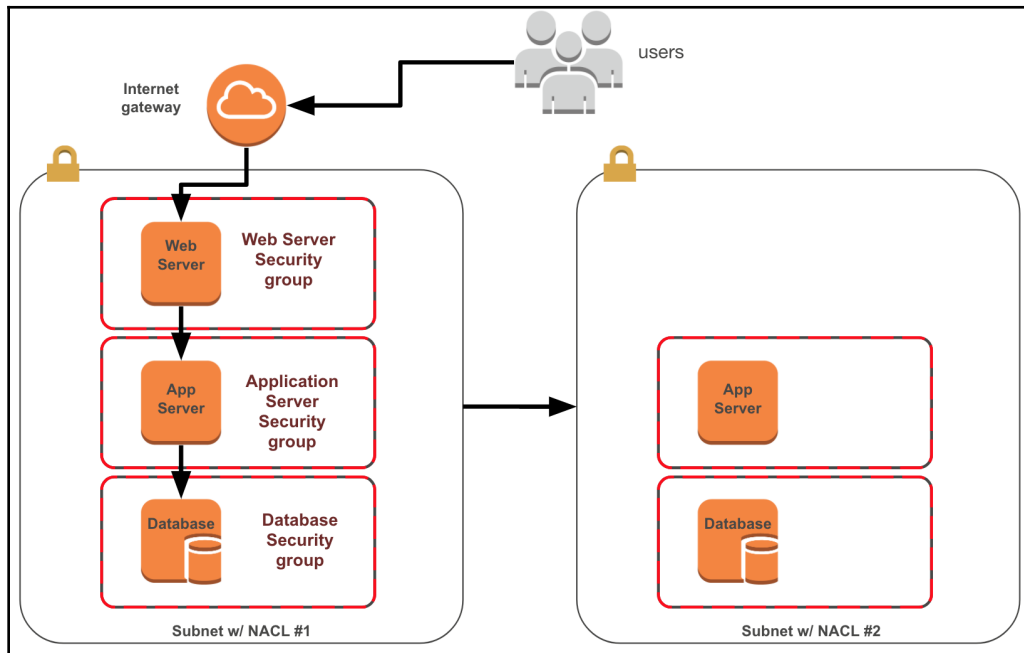 users
Internet
gateway
Web
Server
Web Server
Security
group
App
Server
Application
Server
Security
group
Database
Database
Security
group
Subnet w/ NACL #1
App
Server
Database
Subnet w/ NACL #2